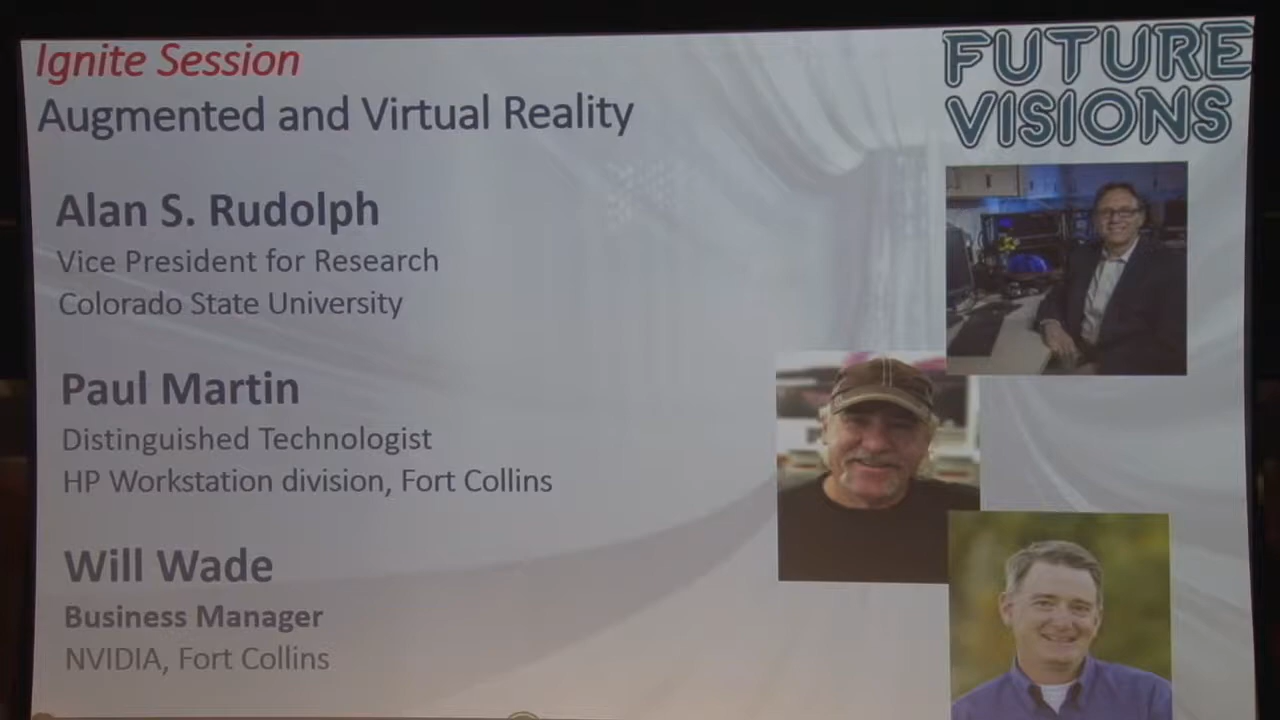 Ignite Session
Augmented and Virtual Reality
FUTURE
VISIONS
Alan S. Rudolph
Vice President for Research
Colorado State University
Paul Martin
Distinguished Technologist
HP Workstation division, Fort Collins
Will Wade
Business Manager
NVIDIA, Fort Collins